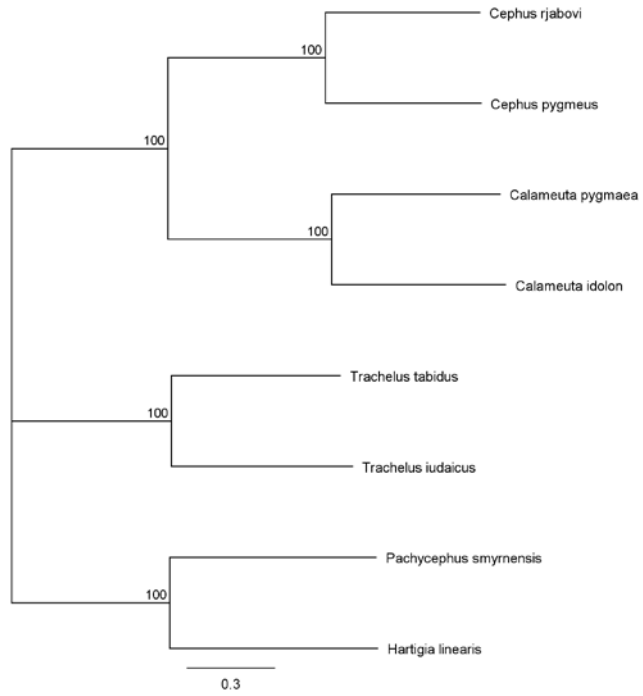 Cephus rjabovi
100
Cephus pygmeus
100
Calameuta pygmaea
100
Calameuta idolon
Trachelus tabidus
100
Trachelus iudaicus
Pachycephus smyrnensis
100
Hartigia linearis
0.3